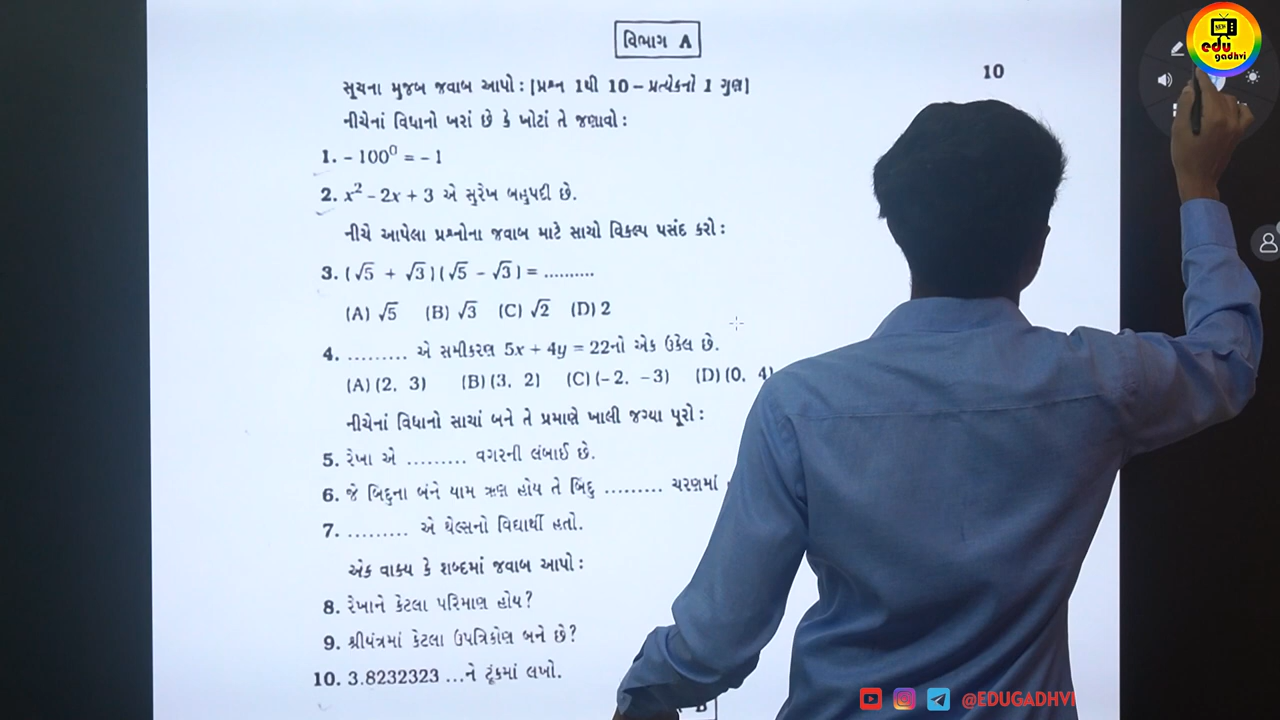 NEW
edu
gadhvi
વિભાગ A
સૂચના મુજબ જવાબ આપો : [પ્રશ્ન 1થી 10 – પ્રત્યેકનો 1 ગુણ] 10
નીચેનાં વિધાનો ખરાં છે કે ખોટાં તે જણાવો :
1. – 100⁰ = – 1
2. x² – 2x + 3 એ સુરેખ બહુપદી છે.
નીચે આપેલા પ્રશ્નોના જવાબ માટે સાચો વિકલ્પ પસંદ કરો :
3. (√5 + √3) (√5 – √3) = ..........
(A) √5 (B) √3 (C) √2 (D) 2
4. ......... એ સમીકરણ 5x + 4y = 22નો એક ઉકેલ છે.
(A) (2, 3) (B) (3, 2) (C) (– 2, – 3) (D) (0, 4)
નીચેનાં વિધાનો સાચાં બને તે પ્રમાણે ખાલી જગ્યા પૂરો :
5. રેખા એ ......... વગરની લંબાઈ છે.
6. જે બિંદુના બંને યામ ઋણ હોય તે બિંદુ ......... ચરણમાં
7. ......... એ થેલ્સનો વિદ્યાર્થી હતો.
એક વાક્ય કે શબ્દમાં જવાબ આપો :
8. રેખાને કેટલા પરિમાણ હોય?
9. શ્રીયંત્રમાં કેટલા ઉપત્રિકોણ બને છે?
10. 3.8232323 ...ને ટૂંકમાં લખો.
B
@EDUGADHVI